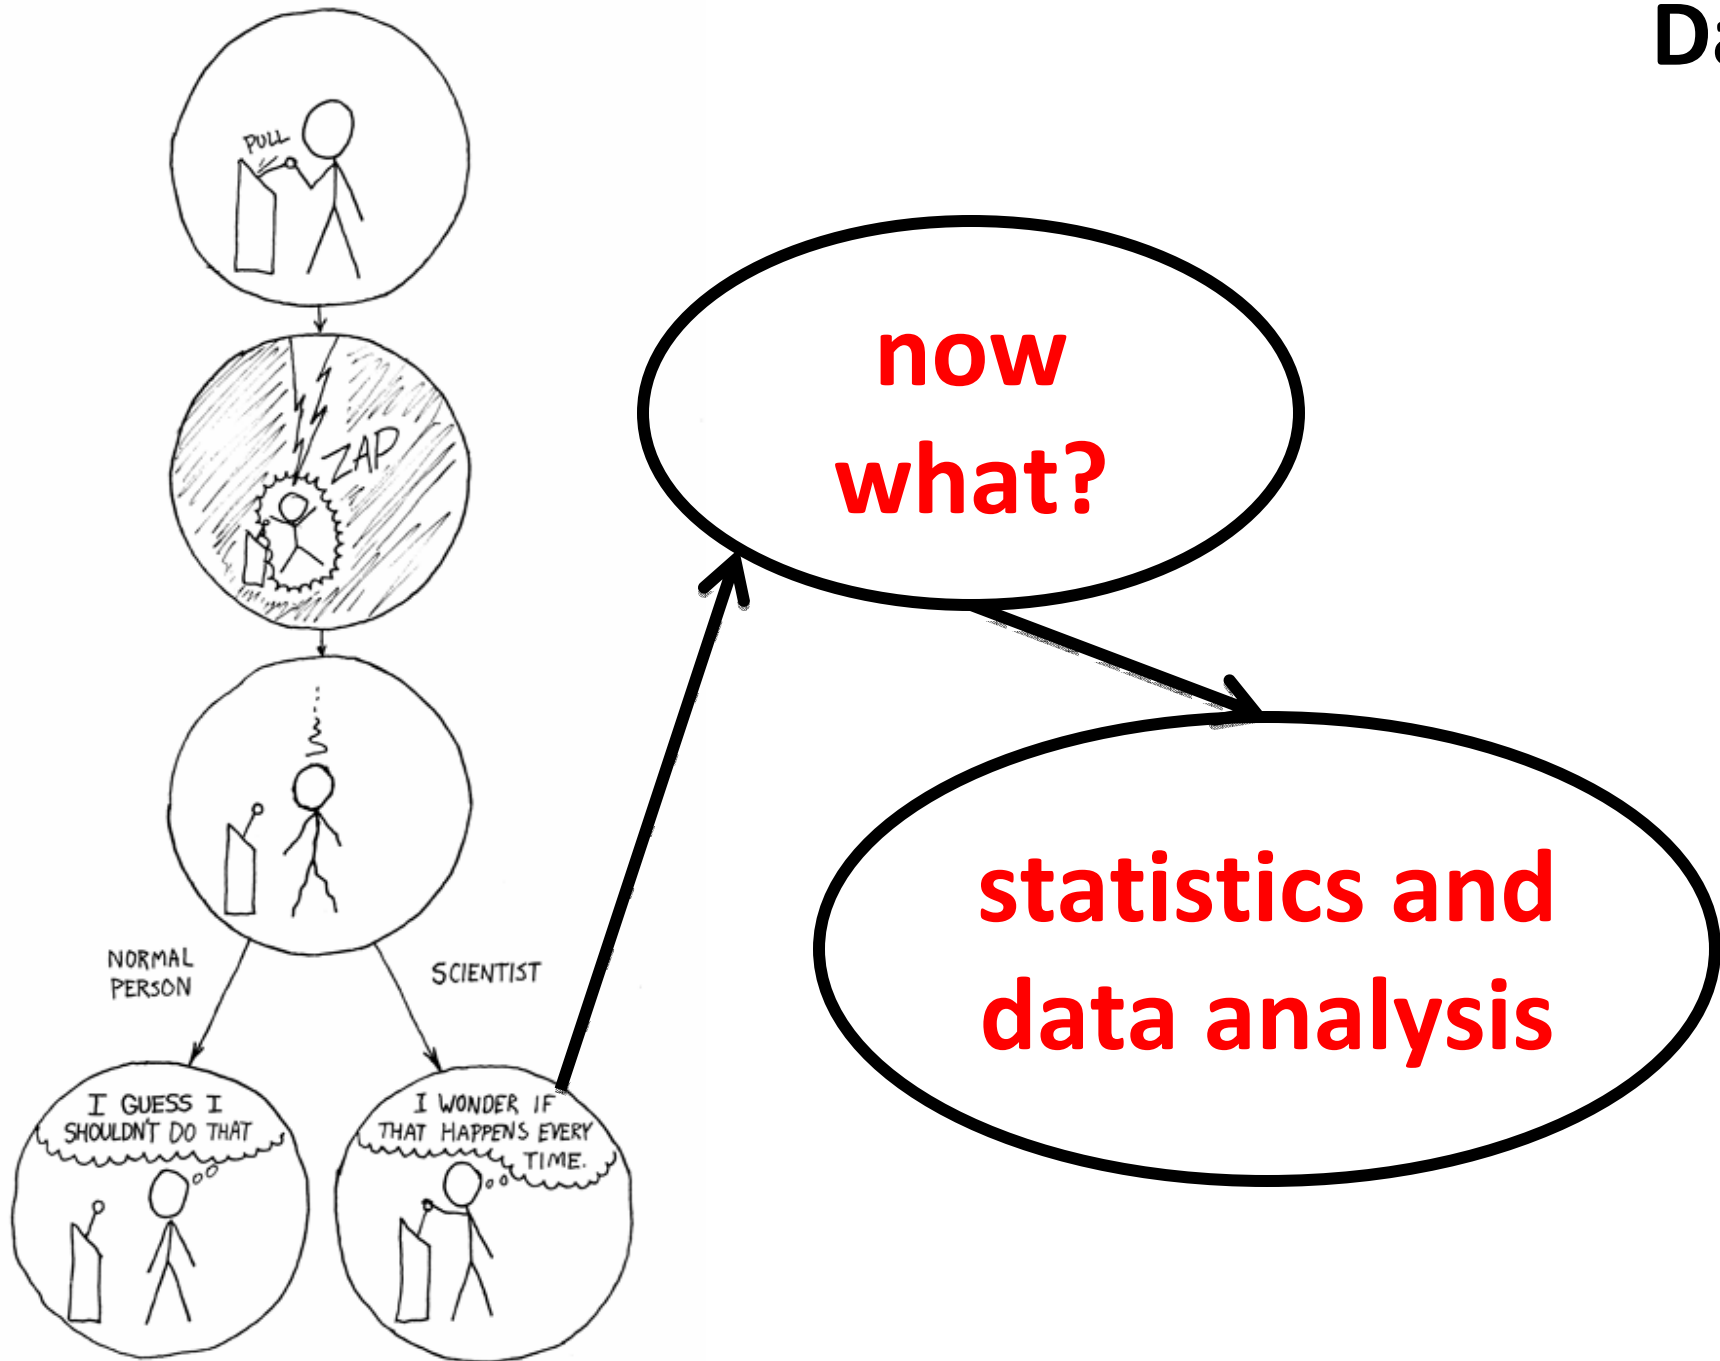 PULL
ZAP
NORMAL
PERSON
SCIENTIST
I GUESS I
SHOULDN'T DO THAT
I WONDER IF
THAT HAPPENS EVERY
TIME.
now
what?
statistics and
data analysis